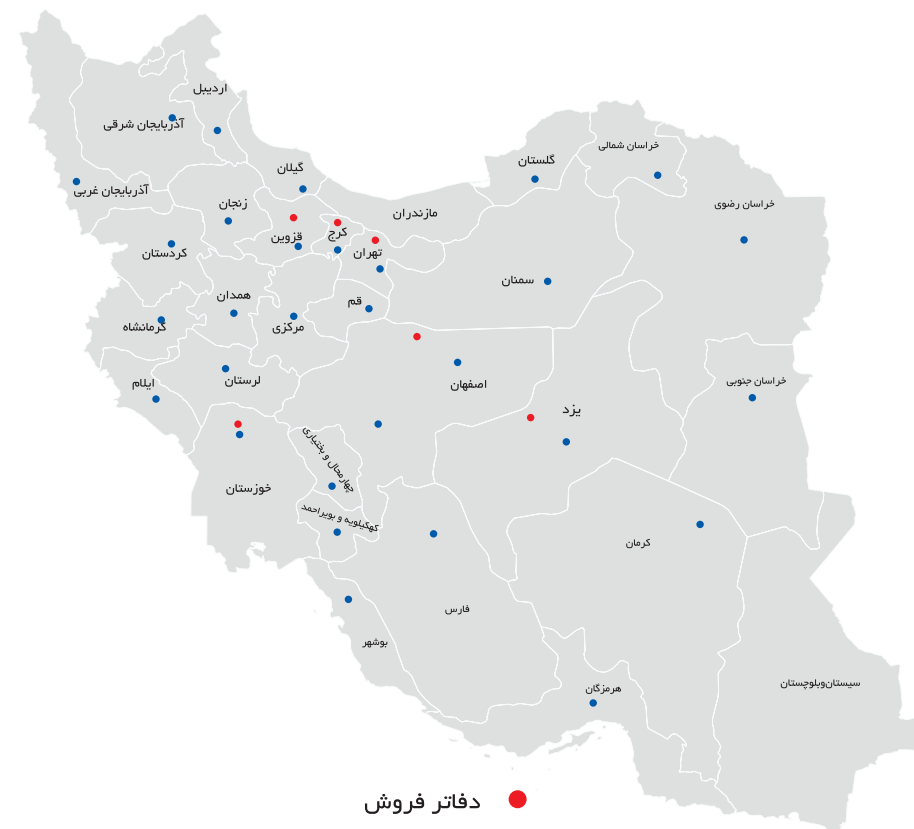 اردبیل
آذربایجان شرقی
خراسان شمالی
گلستان
گیلان
آذربایجان غربی
زنجان
خراسان رضوی
مازندران
کرج
قزوین
تهران
کردستان
سمنان
همدان
قم
کرمانشاه
مرکزی
لرستان
ایلام
اصفهان
خراسان جنوبی
یزد
چهارمحال و بختیاری
خوزستان
کهکیلویه و بویراحمد
کرمان
فارس
بوشهر
سیستان‌وبلوچستان
هرمزگان
دفاتر فروش